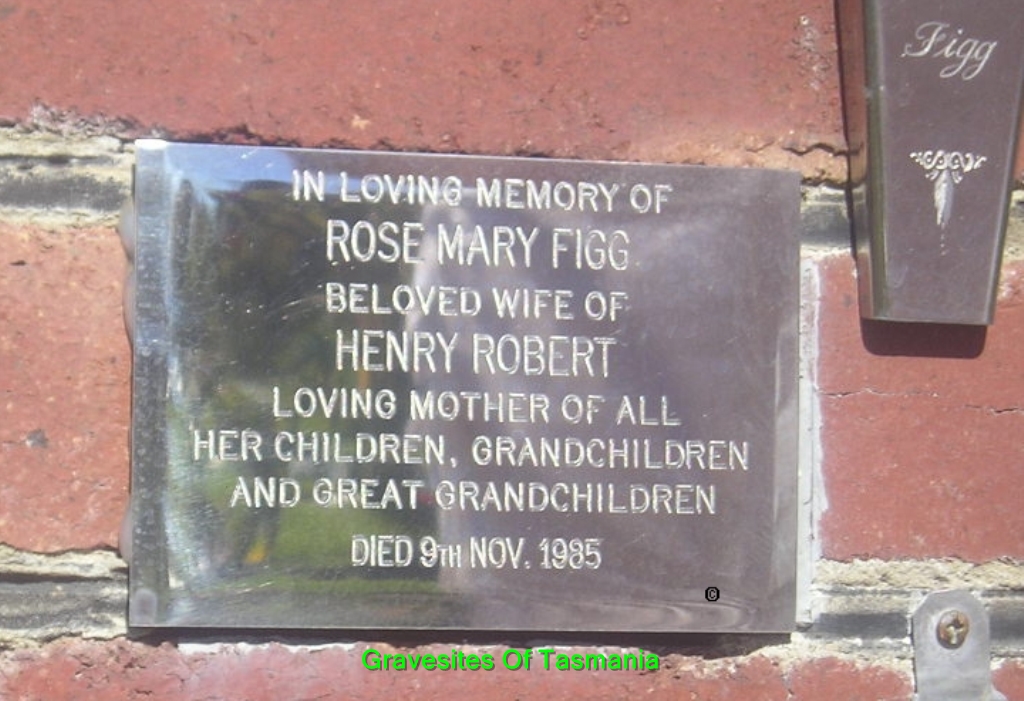 Figg
IN LOVING MEMORY OF
ROSE MARY FIGG
BELOVED WIFE OF
HENRY ROBERT
LOVING MOTHER OF ALL
HER CHILDREN, GRANDCHILDREN
AND GREAT GRANDCHILDREN
DIED 9TH NOV. 1985
©
Gravesites Of Tasmania